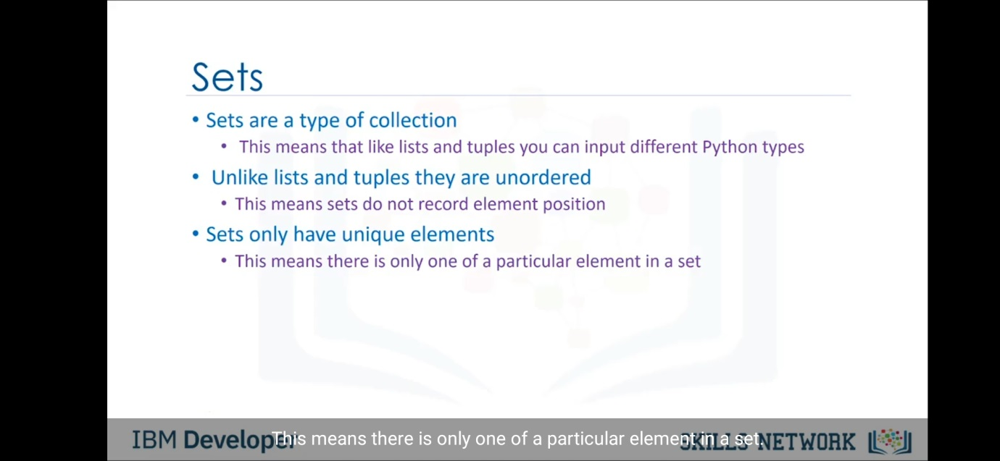 Sets
• Sets are a type of collection
• This means that like lists and tuples you can input different Python types
• Unlike lists and tuples they are unordered
• This means sets do not record element position
• Sets only have unique elements
• This means there is only one of a particular element in a set
IBM Developer
This means there is only one of a particular element in a set.
SKILLS NETWORK